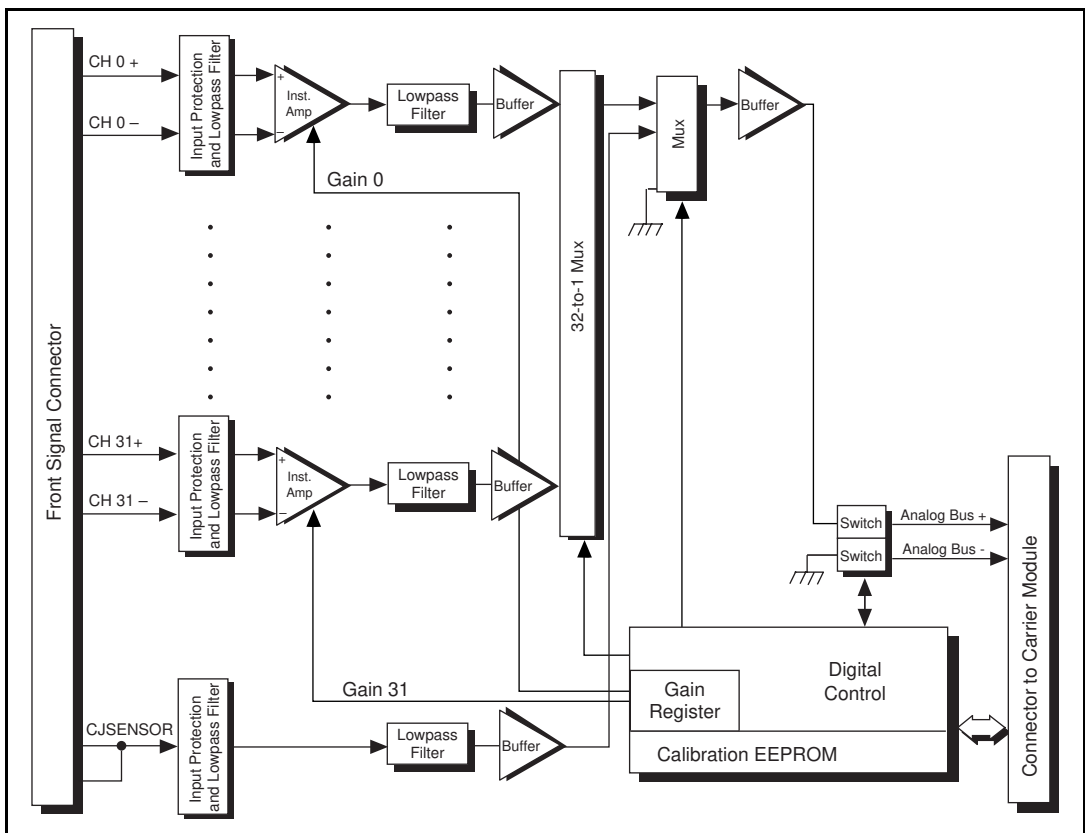 Front Signal Connector
CH 0 +
CH 0 –
Input Protection
and Lowpass Filter
+
–
Inst.
Amp
Lowpass
Filter
Buffer
Gain 0
32-to-1 Mux
Mux
Buffer
CH 31+
CH 31 –
Input Protection
and Lowpass Filter
+
–
Inst.
Amp
Lowpass
Filter
Buffer
Gain 31
CJSENSOR
Input Protection
and Lowpass Filter
Lowpass
Filter
Buffer
Switch
Switch
Analog Bus +
Analog Bus -
Digital
Control
Gain
Register
Calibration EEPROM
Connector to Carrier Module